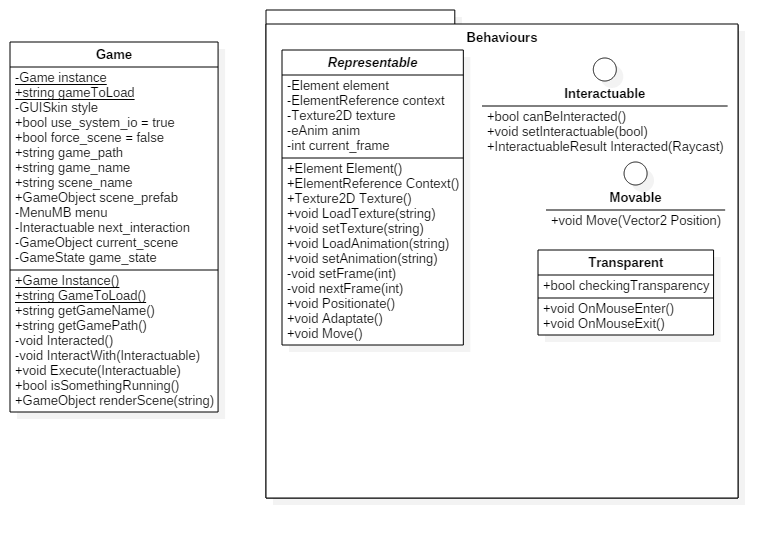 Game
-Game instance
+string gameToLoad
-GUISkin style
+bool use_system_io = true
+bool force_scene = false
+string game_path
+string game_name
+string scene_name
+GameObject scene_prefab
-MenuMB menu
-Interactuable next_interaction
-GameObject current_scene
-GameState game_state
+Game Instance()
+string GameToLoad()
+string getGameName()
+string getGamePath()
-void Interacted()
-void InteractWith(Interactuable)
+void Execute(Interactuable)
+bool isSomethingRunning()
+GameObject renderScene(string)
Behaviours
Representable
-Element element
-ElementReference context
-Texture2D texture
-eAnim anim
-int current_frame
+Element Element()
+ElementReference Context()
+Texture2D Texture()
+void LoadTexture(string)
+void setTexture(string)
+void LoadAnimation(string)
+void setAnimation(string)
-void setFrame(int)
-void nextFrame(int)
+void Positionate()
+void Adaptate()
+void Move()
Interactuable
+bool canBeInteracted()
+void setInteractuable(bool)
+InteractuableResult Interacted(Raycast)
Movable
+void Move(Vector2 Position)
Transparent
+bool checkingTransparency
+void OnMouseEnter()
+void OnMouseExit()